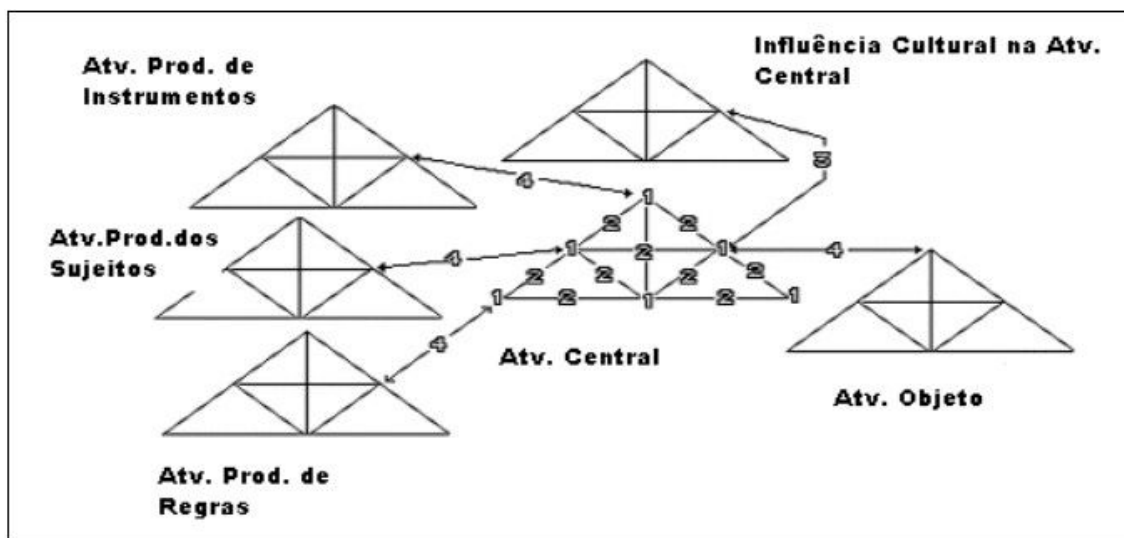 Influência Cultural na Atv.
Central
Atv. Prod. de
Instrumentos
3
4
1
2 2
Atv.Prod.dos
Sujeitos
4
1 2 1
4
2 2 2 2
1 2 1 2 1
4
Atv. Central
Atv. Objeto
Atv. Prod. de
Regras